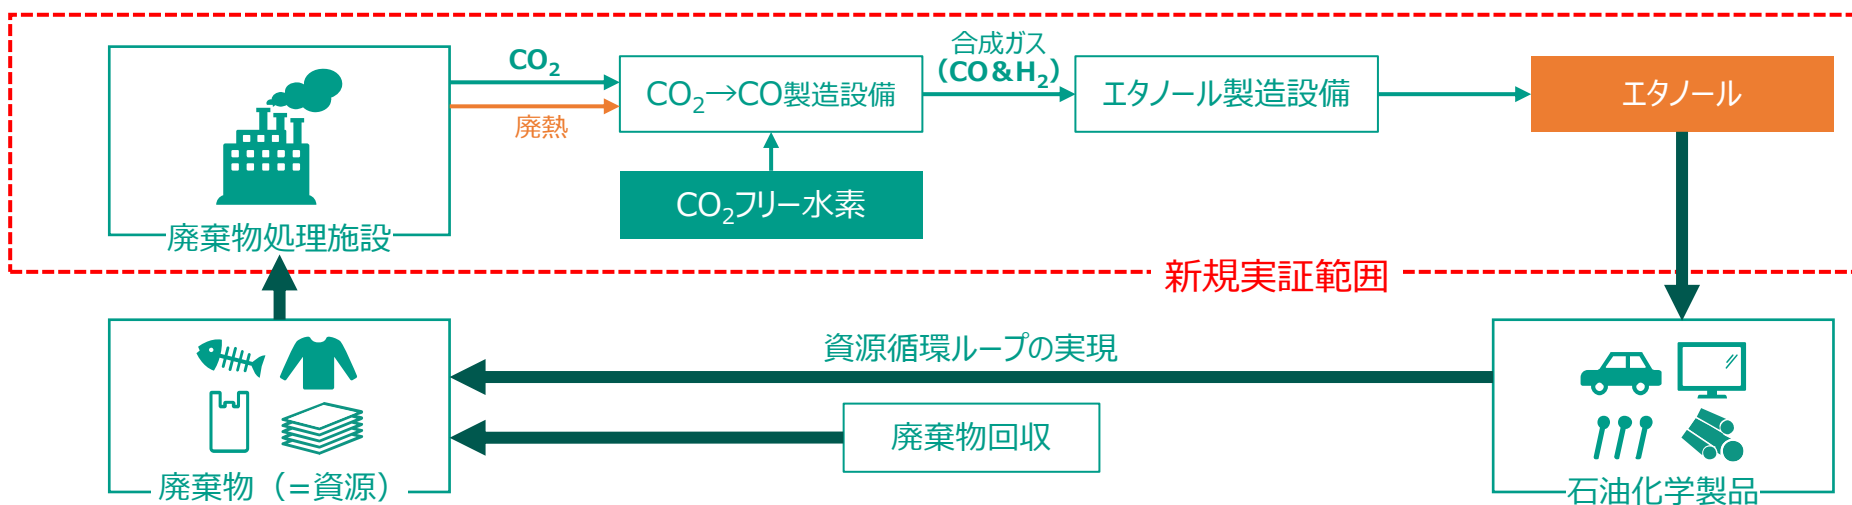 CO₂
廃熱
廃棄物処理施設
CO₂→CO製造設備
CO₂フリー水素
合成ガス
（CO&H₂）
エタノール製造設備
エタノール
新規実証範囲
資源循環ループの実現
廃棄物回収
廃棄物（=資源）
石油化学製品